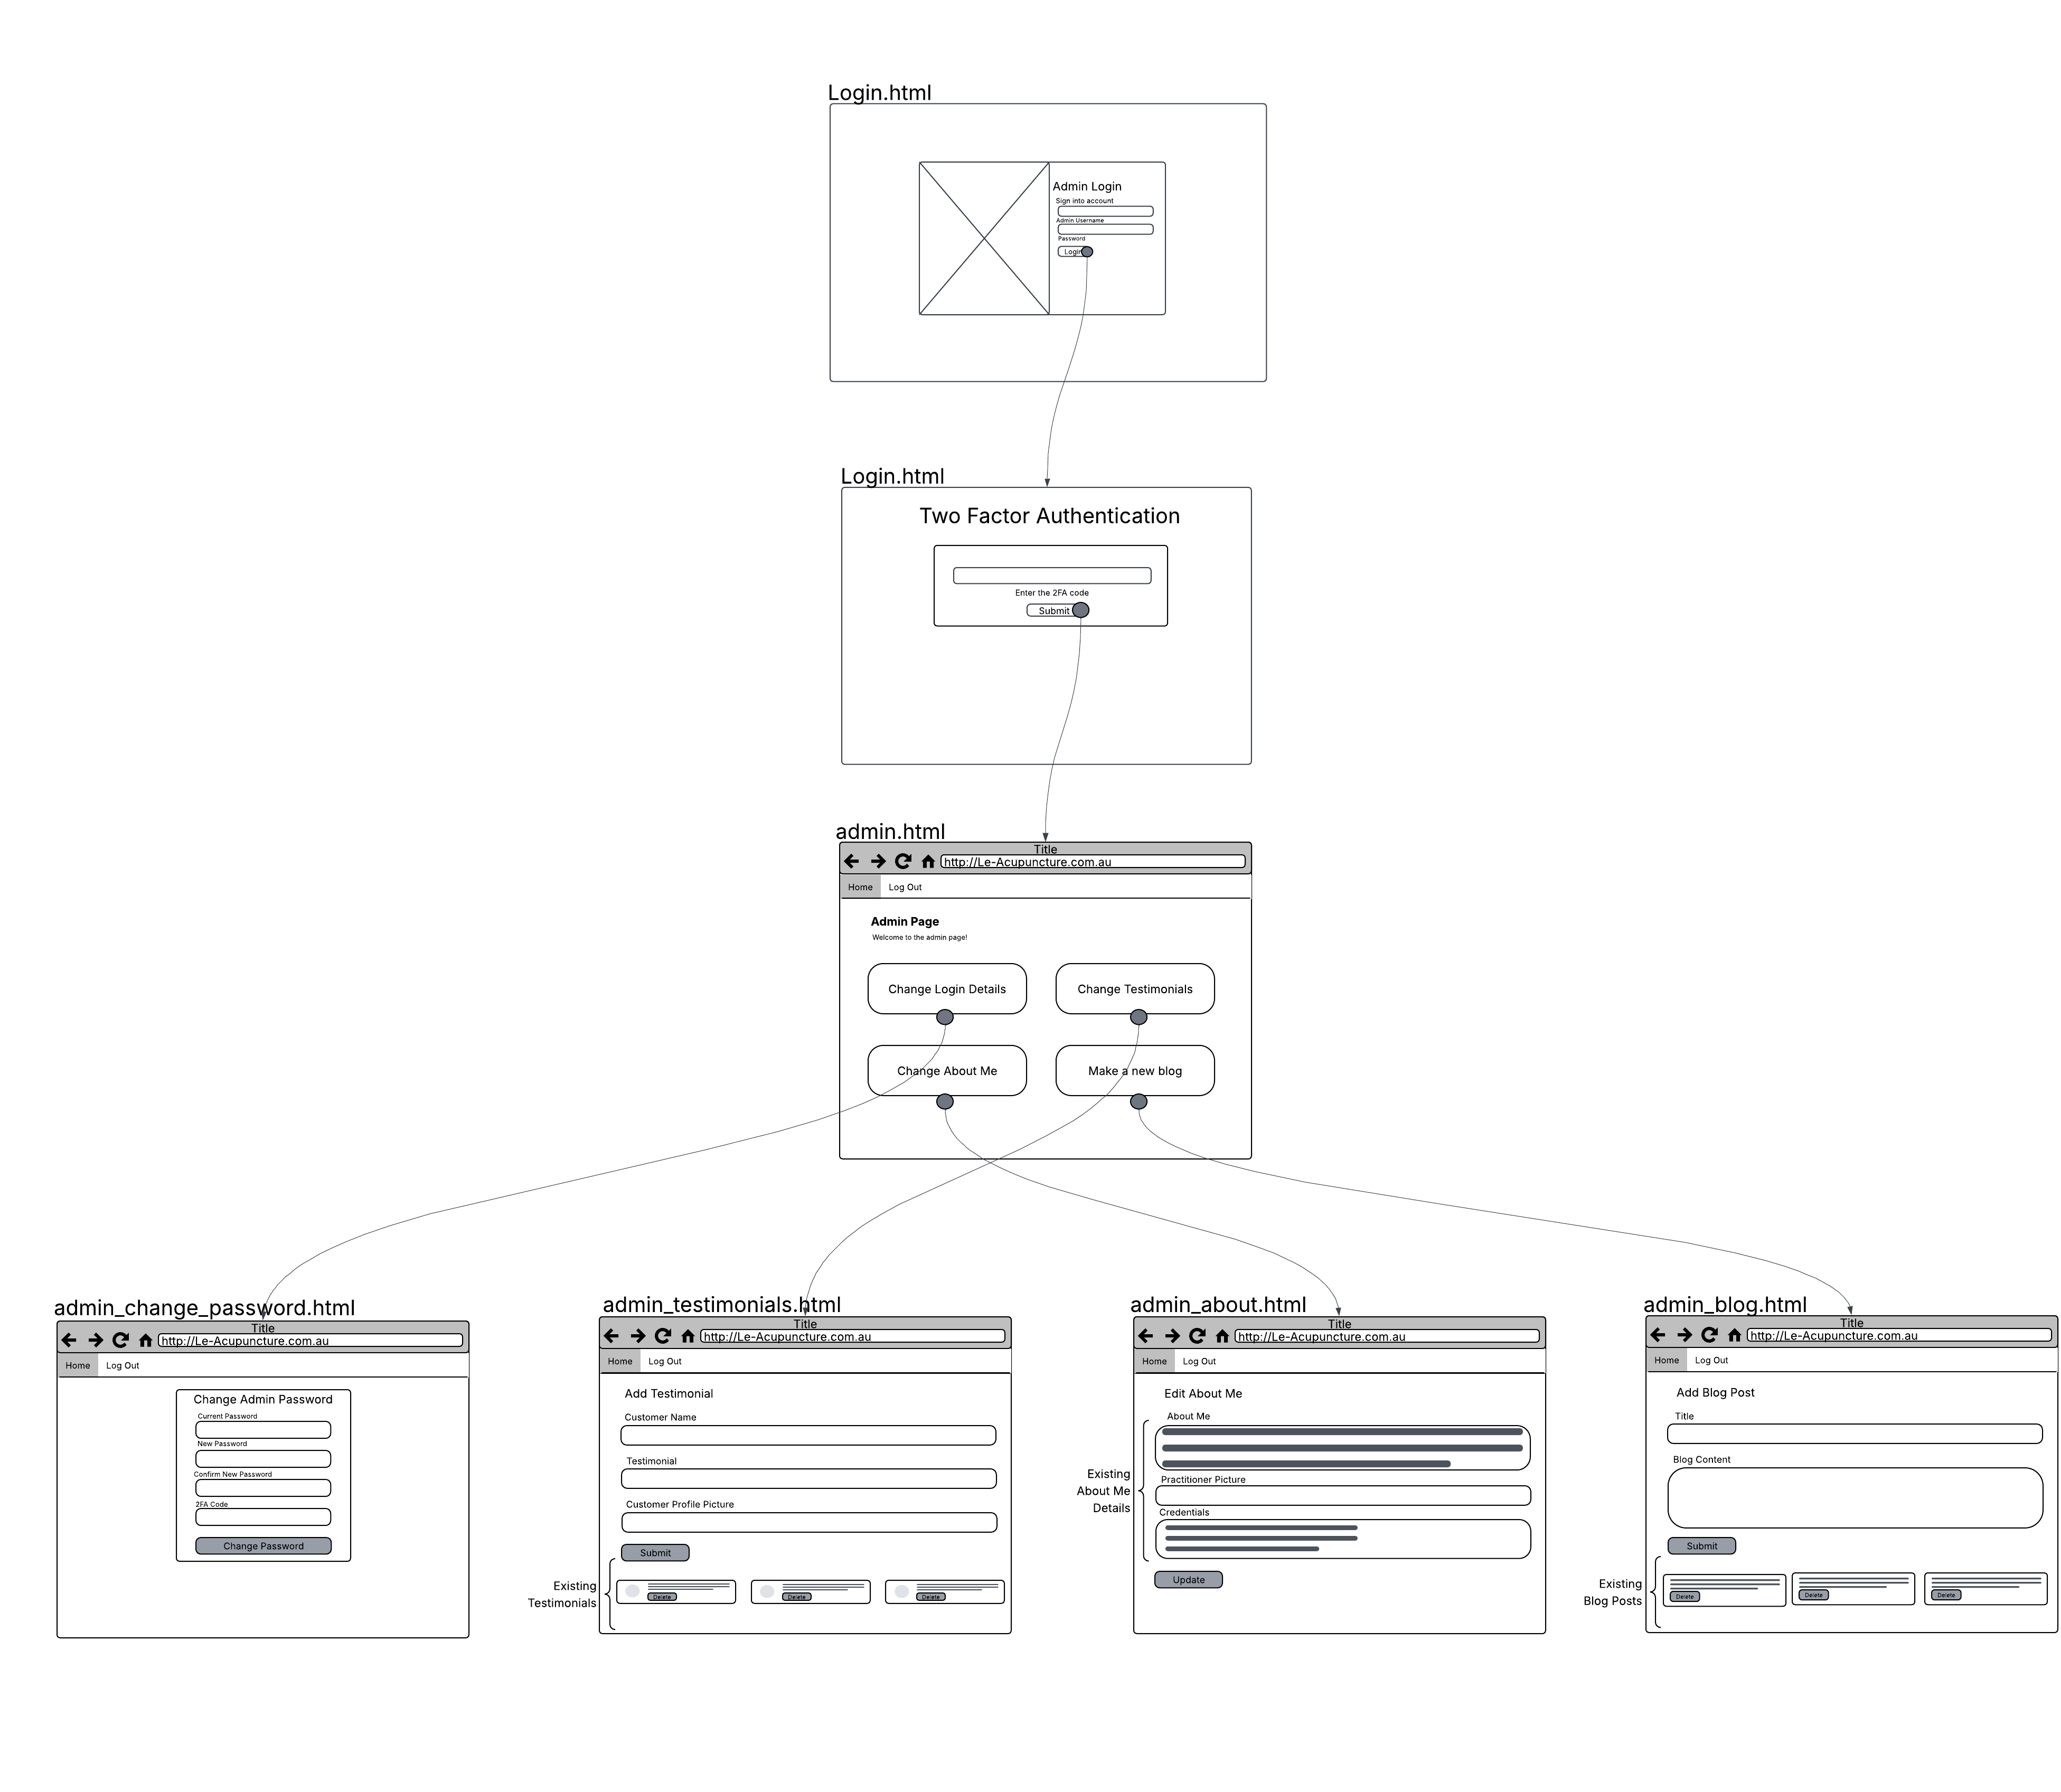 Login.html
Admin Login
Sign into account
Admin Username
Password
Login
Login.html
Two Factor Authentication
Enter the 2FA code
Submit
admin.html
Title
http://Le-Acupuncture.com.au
Home Log Out
Admin Page
Welcome to the admin page!
Change Login Details
Change Testimonials
Change About Me
Make a new blog
admin_change_password.html
Title
http://Le-Acupuncture.com.au
Home Log Out
Change Admin Password
Current Password
New Password
Confirm New Password
2FA Code
Change Password
admin_testimonials.html
Title
http://Le-Acupuncture.com.au
Home Log Out
Add Testimonial
Customer Name
Testimonial
Customer Profile Picture
Submit
Existing
Testimonials
Delete
Delete
Delete
admin_about.html
Title
http://Le-Acupuncture.com.au
Home Log Out
Edit About Me
About Me
Existing
About Me
Details
Practitioner Picture
Credentials
Update
admin_blog.html
Title
http://Le-Acupuncture.com.au
Home Log Out
Add Blog Post
Title
Blog Content
Submit
Existing
Blog Posts
Delete
Delete
Delete